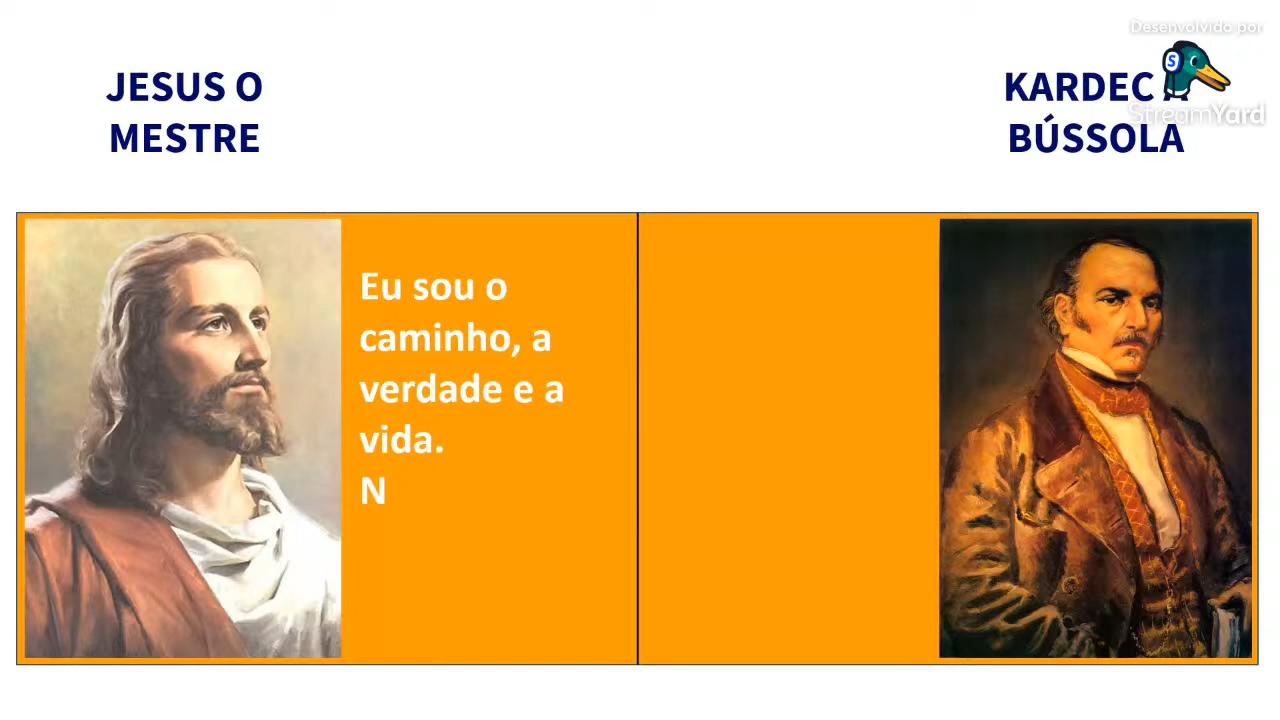 Desenvolvido por
StreamYard
JESUS O
MESTRE
KARDEC A
BÚSSOLA
Eu sou o
caminho, a
verdade e a
vida.
N